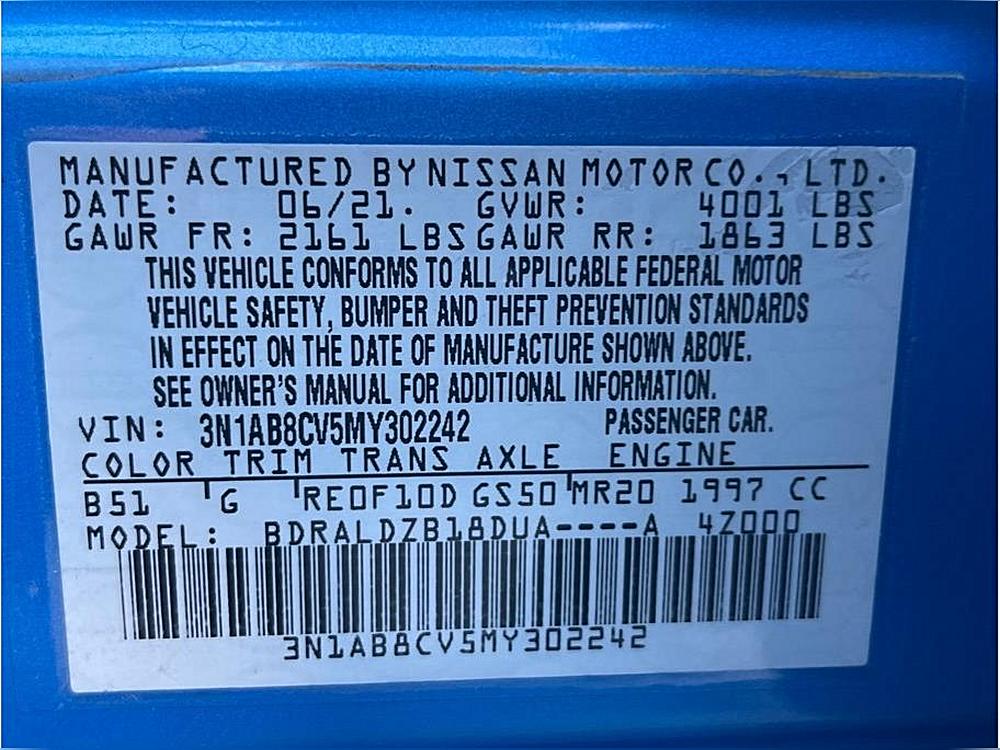 MANUFACTURED BY NISSAN MOTOR CO., LTD.
DATE: 06/21. GVWR: 4001 LBS
GAWR FR: 2161 LBS GAWR RR: 1863 LBS
THIS VEHICLE CONFORMS TO ALL APPLICABLE FEDERAL MOTOR
VEHICLE SAFETY, BUMPER AND THEFT PREVENTION STANDARDS
IN EFFECT ON THE DATE OF MANUFACTURE SHOWN ABOVE.
SEE OWNER'S MANUAL FOR ADDITIONAL INFORMATION.
VIN: 3N1AB8CV5MY302242 PASSENGER CAR.
COLOR TRIM TRANS AXLE ENGINE
B51 G RE0F10D GS50 MR20 1997 CC
MODEL: BDRALDZB18DUA----A 4Z000
3N1AB8CV5MY302242